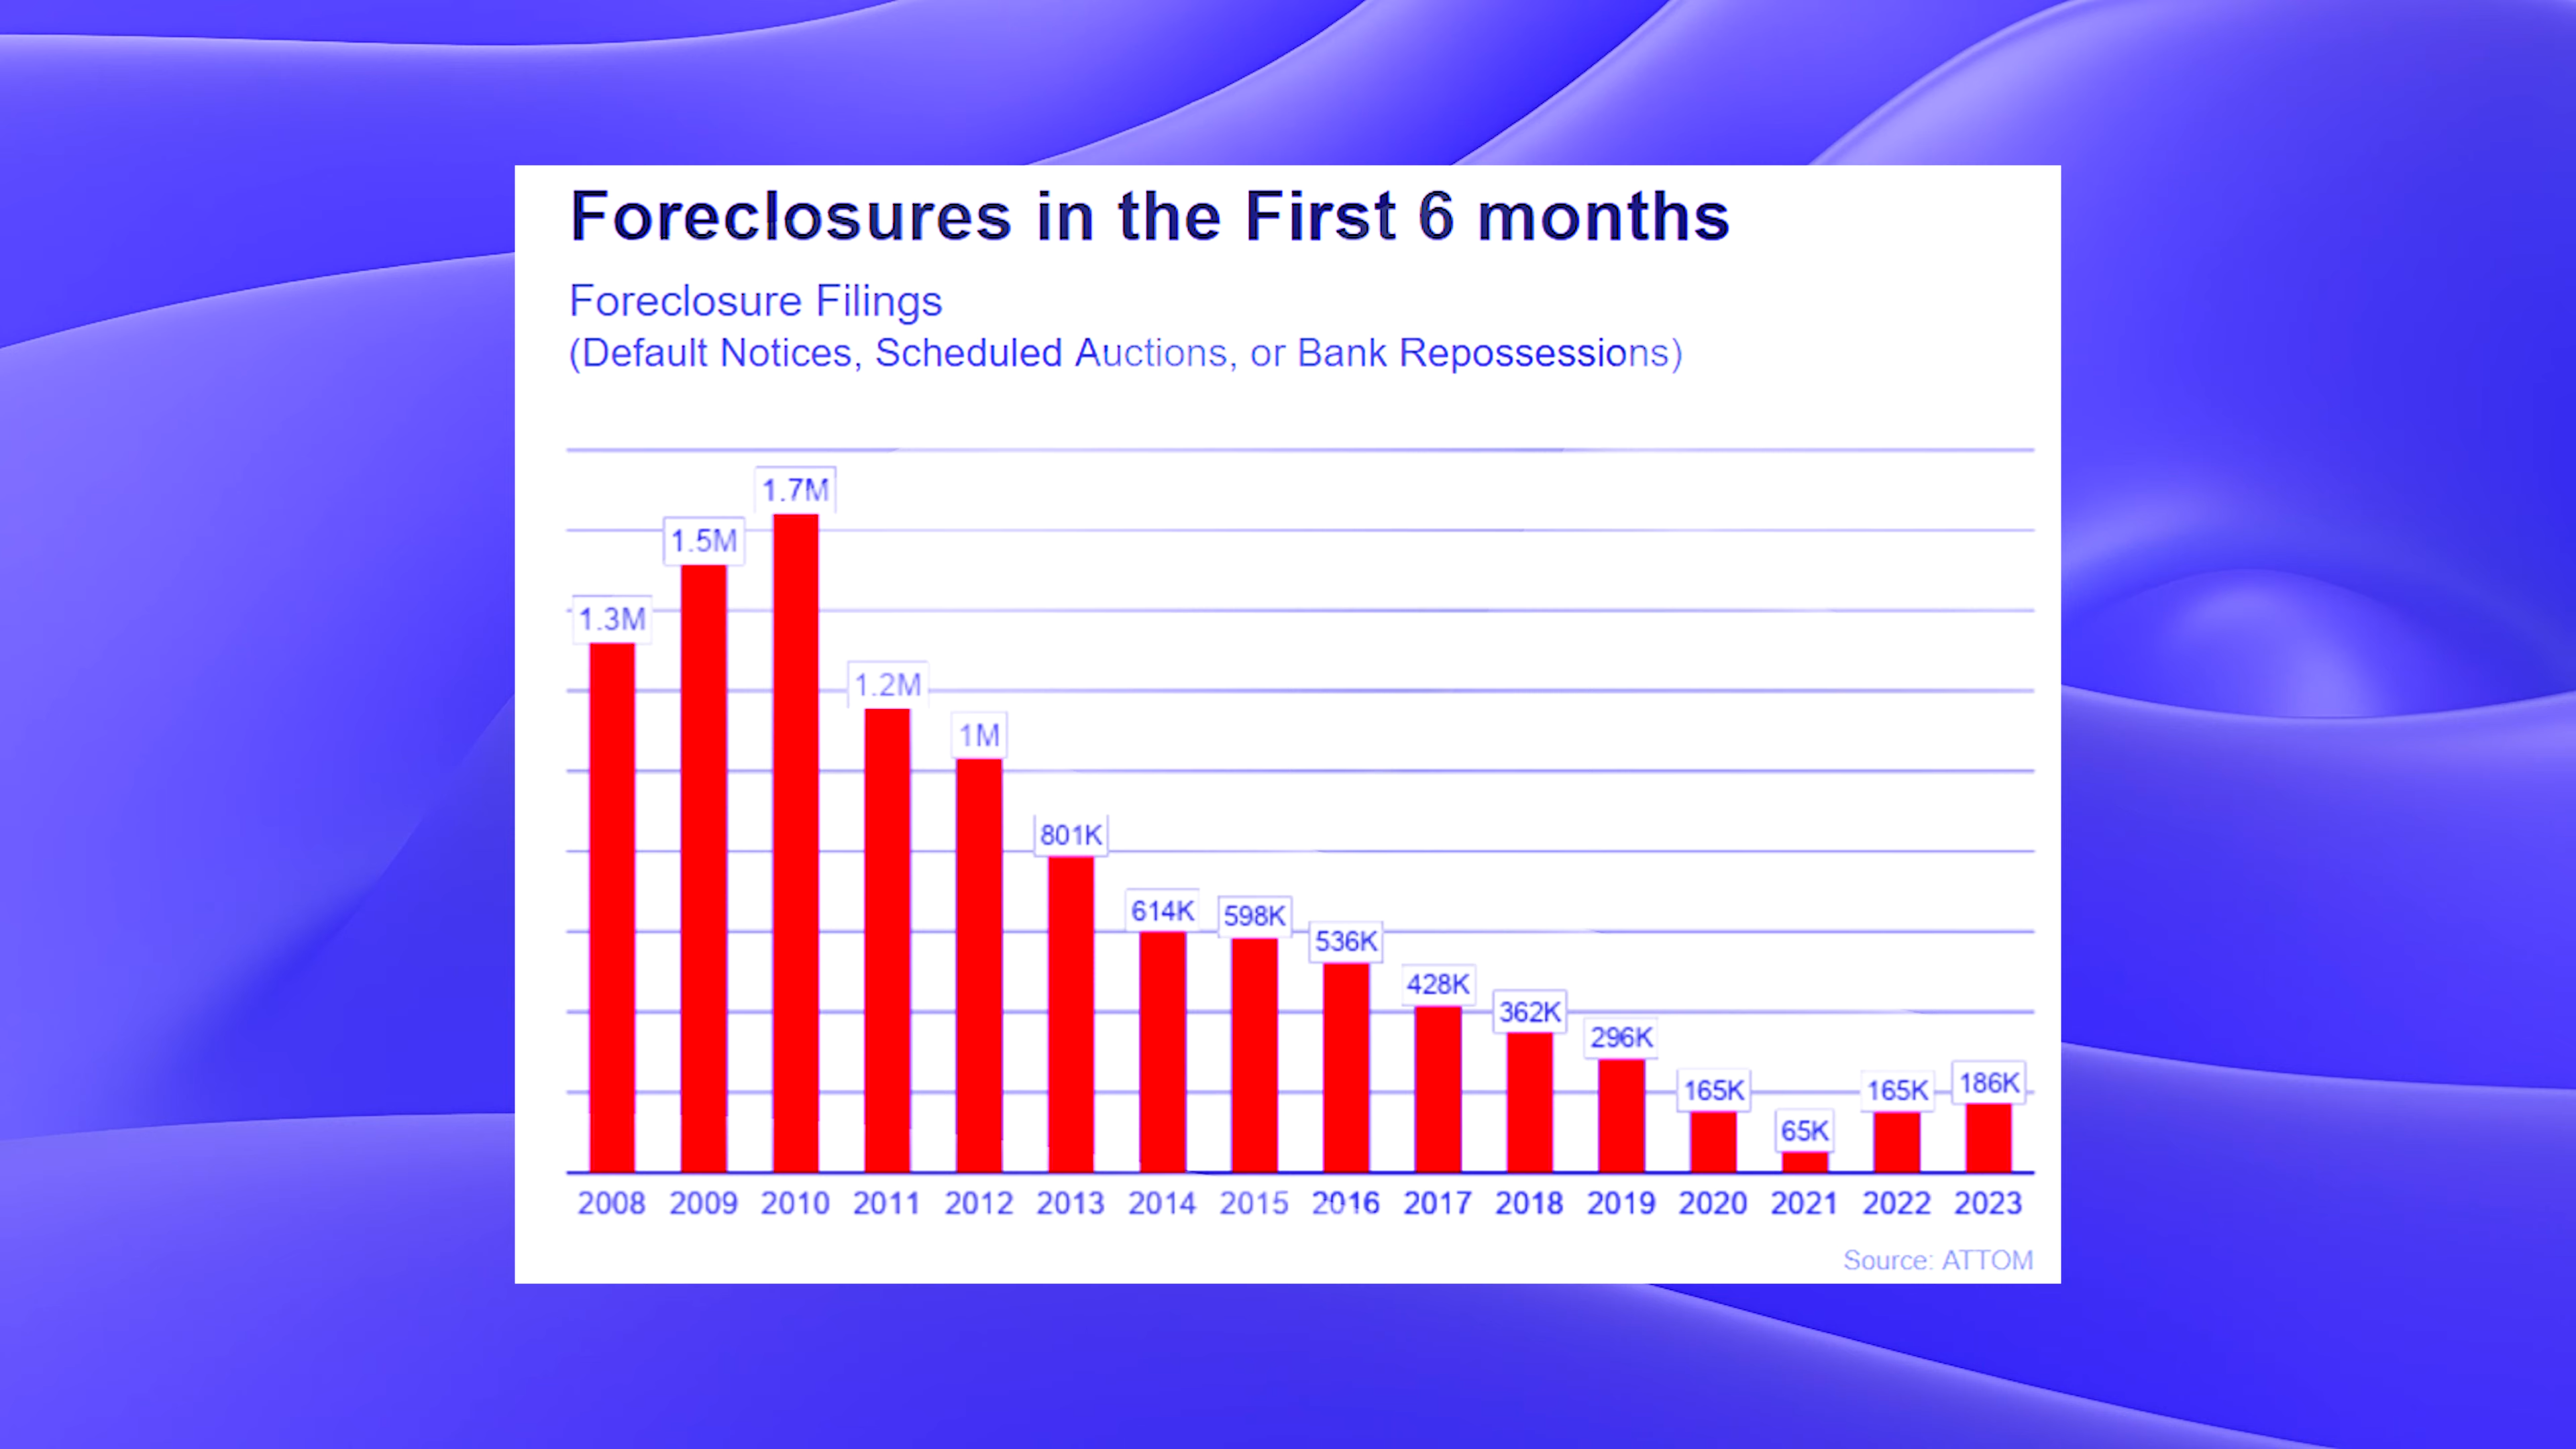 Foreclosures in the First 6 months
Foreclosure Filings
(Default Notices, Scheduled Auctions, or Bank Repossessions)
1.3M
1.5M
1.7M
1.2M
1M
801K
614K
598K
536K
428K
362K
296K
165K
65K
165K
186K
2008 2009 2010 2011 2012 2013 2014 2015 2016 2017 2018 2019 2020 2021 2022 2023
Source: ATTOM